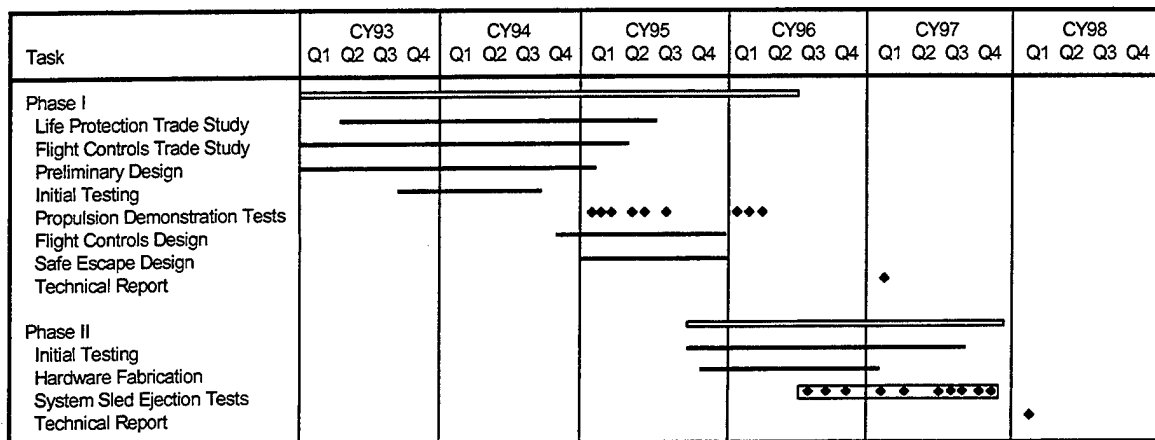 CY93 CY94 CY95 CY96 CY97 CY98
Task Q1 Q2 Q3 Q4 Q1 Q2 Q3 Q4 Q1 Q2 Q3 Q4 Q1 Q2 Q3 Q4 Q1 Q2 Q3 Q4 Q1 Q2 Q3 Q4
Phase I
Life Protection Trade Study
Flight Controls Trade Study
Preliminary Design
Initial Testing
Propulsion Demonstration Tests
Flight Controls Design
Safe Escape Design
Technical Report
Phase II
Initial Testing
Hardware Fabrication
System Sled Ejection Tests
Technical Report